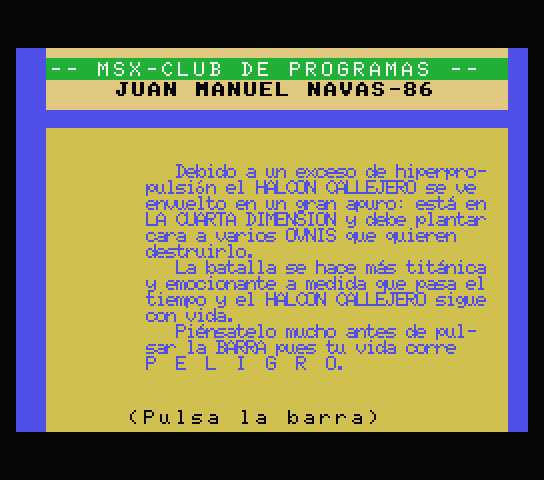 -- MSX-CLUB DE PROGRAMAS --
JUAN MANUEL NAVAS-86
Debido a un exceso de hiperpro-
pulsión el HALCON CALLEJERO se ve
envuelto en un gran apuro: está en
LA CUARTA DIMENSION y debe plantar
cara a varios OVNIS que quieren
destruirlo.
La batalla se hace más titánica
y emocionante a medida que pasa el
tiempo y el HALCON CALLEJERO sigue
con vida.
Piénsatelo mucho antes de pul-
sar la BARRA pues tu vida corre
P E L I G R O.
(Pulsa la barra)